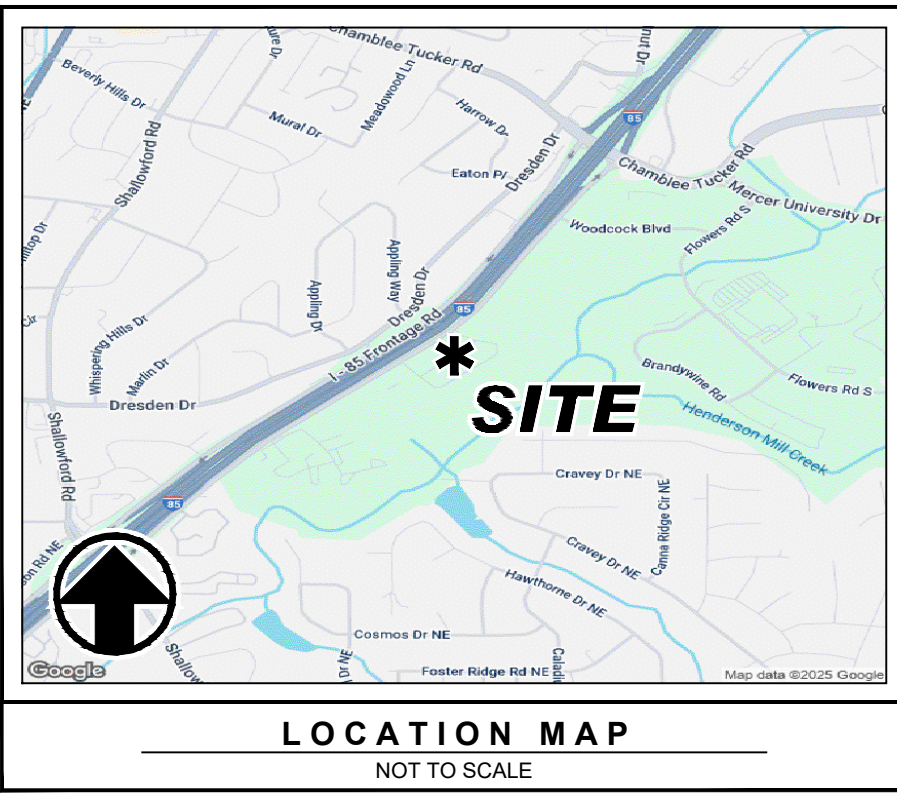 Chamblee Tucker Rd
Beverly Hills Dr
Meadowood Ln
Harrow Dr
85
Mural Dr
Shallowford Rd
Dresden Dr
Eaton Pl
Chamblee Tucker Rd
Mercer University Dr
Woodcock Blvd
Flowers Rd S
Appling Way
Appling Dr
Dresden Dr
85
I - 85 Frontage Rd
Whispering Hills Dr
Martin Dr
Brandywine Rd
Flowers Rd S
SITE
Dresden Dr
Henderson Mill Creek
Shallowford Rd
Cravey Dr NE
85
Canna Ridge Cir NE
Cravey Dr NE
Hawthorne Dr NE
Cosmos Dr NE
Foster Ridge Rd NE
Google
Map data ©2025 Google
LOCATION MAP
NOT TO SCALE